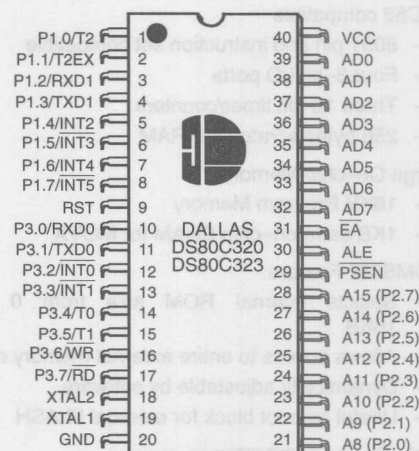 P1.0/T2 1 40 VCC
P1.1/T2EX 2 39 AD0
P1.2/RXD1 3 38 AD1
P1.3/TXD1 4 37 AD2
P1.4/INT2 5 36 AD3
P1.5/INT3 6 35 AD4
P1.6/INT4 7 34 AD5
P1.7/INT5 8 33 AD6
RST 9 32 AD7
P3.0/RXP0 10 DALLAS 31 EA
P3.1/TXD0 11 DS80C320 30 ALE
P3.2/INT0 12 DS80C323 29 PSEN
P3.3/INT1 13 28 A15 (P2.7)
P3.4/T0 14 27 A14 (P2.6)
P3.5/T1 15 26 A13 (P2.5)
P3.6/WR 16 25 A12 (P2.4)
P3.7/RD 17 24 A11 (P2.3)
XTAL2 18 23 A10 (P2.2)
XTAL1 19 22 A9 (P2.1)
GND 20 21 A8 (P2.0)